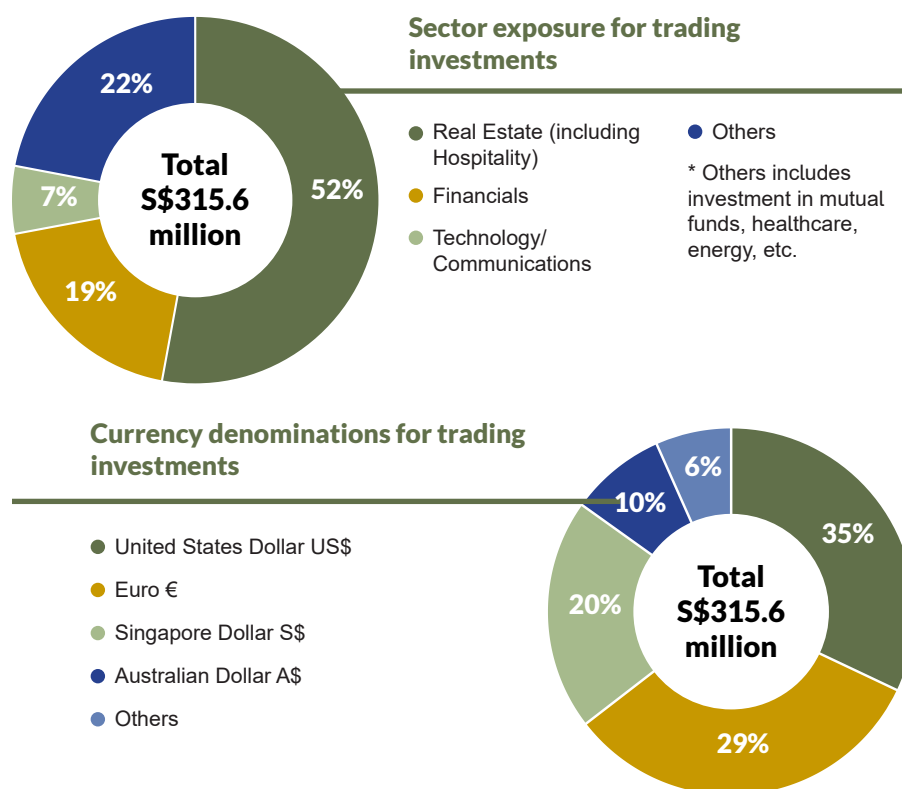 Sector exposure for trading
investments
22%
7%
19%
52%
Total
S$315.6
million
Real Estate (including
Hospitality)
Financials
Technology/
Communications
Others
* Others includes
investment in mutual
funds, healthcare,
energy, etc.
Currency denominations for trading
investments
United States Dollar US$
Euro €
Singapore Dollar S$
Australian Dollar A$
Others
6%
10%
35%
20%
29%
Total
S$315.6
million